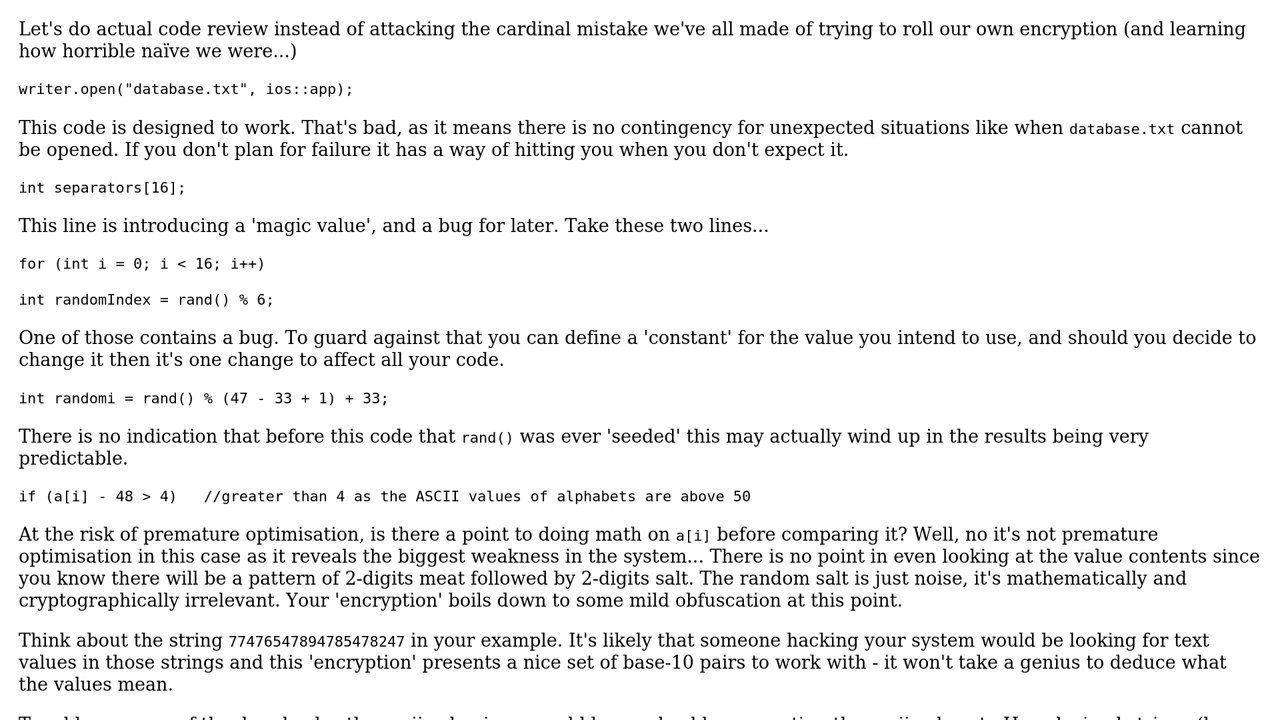 Let's do actual code review instead of attacking the cardinal mistake we've all made of trying to roll our own encryption (and learning
how horrible naïve we were...)
writer.open("database.txt", ios::app);
This code is designed to work. That's bad, as it means there is no contingency for unexpected situations like when database.txt cannot
be opened. If you don't plan for failure it has a way of hitting you when you don't expect it.
int separators[16];
This line is introducing a 'magic value', and a bug for later. Take these two lines...
for (int i = 0; i < 16; i++)
int randomIndex = rand() % 6;
One of those contains a bug. To guard against that you can define a 'constant' for the value you intend to use, and should you decide to
change it then it's one change to affect all your code.
int randomi = rand() % (47 - 33 + 1) + 33;
There is no indication that before this code that rand() was ever 'seeded' this may actually wind up in the results being very
predictable.
if (a[i] - 48 > 4)   //greater than 4 as the ASCII values of alphabets are above 50
At the risk of premature optimisation, is there a point to doing math on a[i] before comparing it? Well, no it's not premature
optimisation in this case as it reveals the biggest weakness in the system... There is no point in even looking at the value contents since
you know there will be a pattern of 2-digits meat followed by 2-digits salt. The random salt is just noise, it's mathematically and
cryptographically irrelevant. Your 'encryption' boils down to some mild obfuscation at this point.
Think about the string 77476547894785478247 in your example. It's likely that someone hacking your system would be looking for text
values in those strings and this 'encryption' presents a nice set of base-10 pairs to work with - it won't take a genius to deduce what
the values mean.